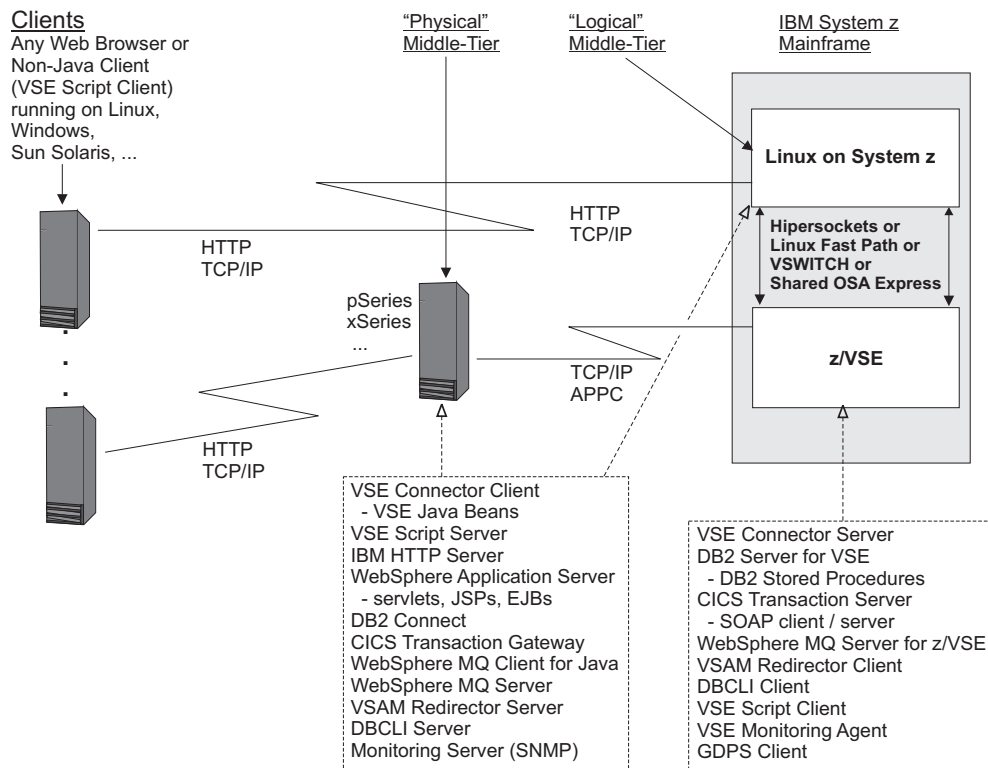 Clients
Any Web Browser or
Non-Java Client
(VSE Script Client)
running on Linux,
Windows,
Sun Solaris, ...
“Physical”
Middle-Tier
“Logical”
Middle-Tier
IBM System z
Mainframe
Linux on System z
HTTP
TCP/IP
HTTP
TCP/IP
Hipersockets or
Linux Fast Path or
VSWITCH or
Shared OSA Express
pSeries
xSeries
...
z/VSE
TCP/IP
APPC
HTTP
TCP/IP
VSE Connector Client
- VSE Java Beans
VSE Script Server
IBM HTTP Server
WebSphere Application Server
- servlets, JSPs, EJBs
DB2 Connect
CICS Transaction Gateway
WebSphere MQ Client for Java
WebSphere MQ Server
VSAM Redirector Server
DBCLI Server
Monitoring Server (SNMP)
VSE Connector Server
DB2 Server for VSE
- DB2 Stored Procedures
CICS Transaction Server
- SOAP client / server
WebSphere MQ Server for z/VSE
VSAM Redirector Client
DBCLI Client
VSE Script Client
VSE Monitoring Agent
GDPS Client